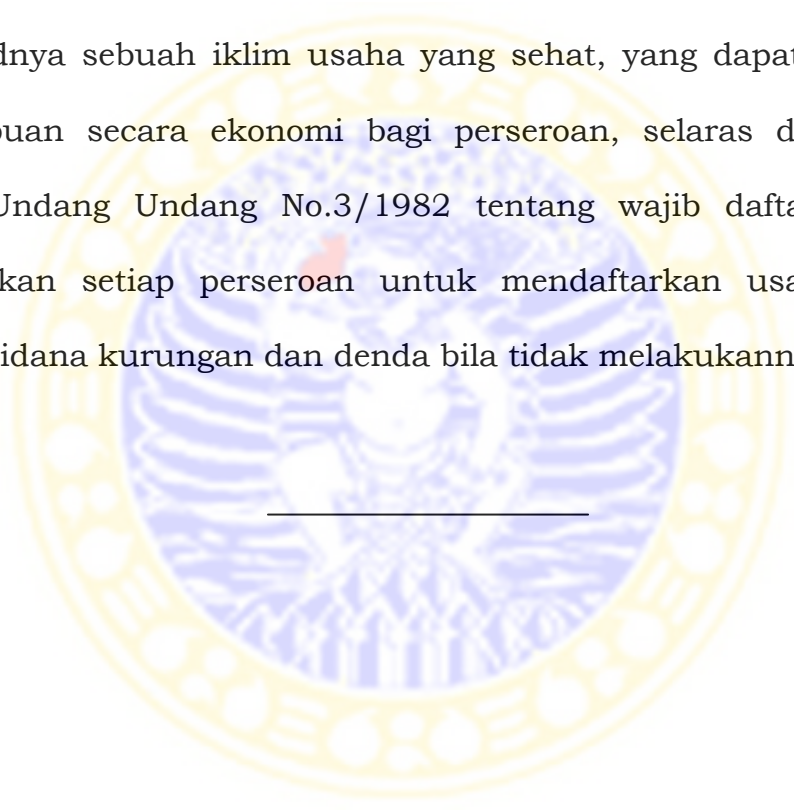 dnya sebuah iklim usaha yang sehat, yang dapat
puan secara ekonomi bagi perseroan, selaras d
Undang Undang No.3/1982 tentang wajib dafta
kan setiap perseroan untuk mendaftarkan usa
idana kurungan dan denda bila tidak melakukann